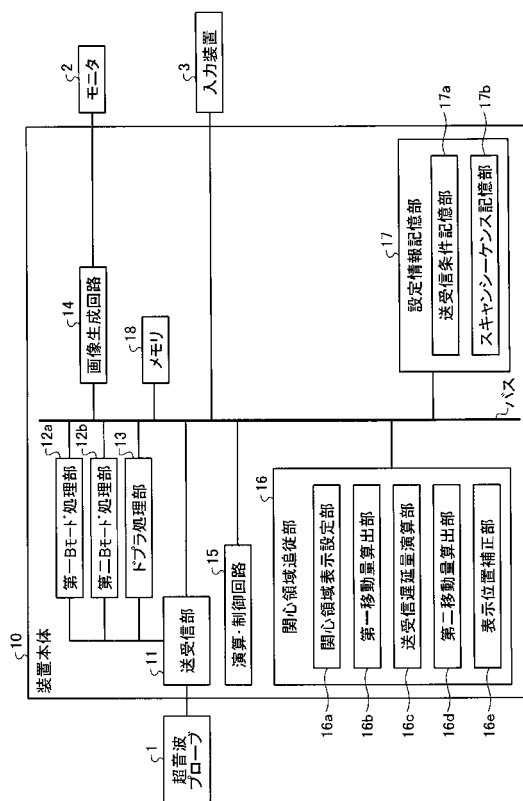 10
装置本体
1
超音波
プローブ
11
送受信部
12a
第一Bモード処理部
12b
第二Bモード処理部
13
ドプラ処理部
14
画像生成回路
2
モニタ
18
メモリ
3
入力装置
15
演算・制御回路
16
関心領域追従部
16a
関心領域表示設定部
16b
第一移動量算出部
16c
送受信遅延量演算部
16d
第二移動量算出部
16e
表示位置補正部
17
設定情報記憶部
17a
送受信条件記憶部
17b
スキャンシーケンス記憶部
バス